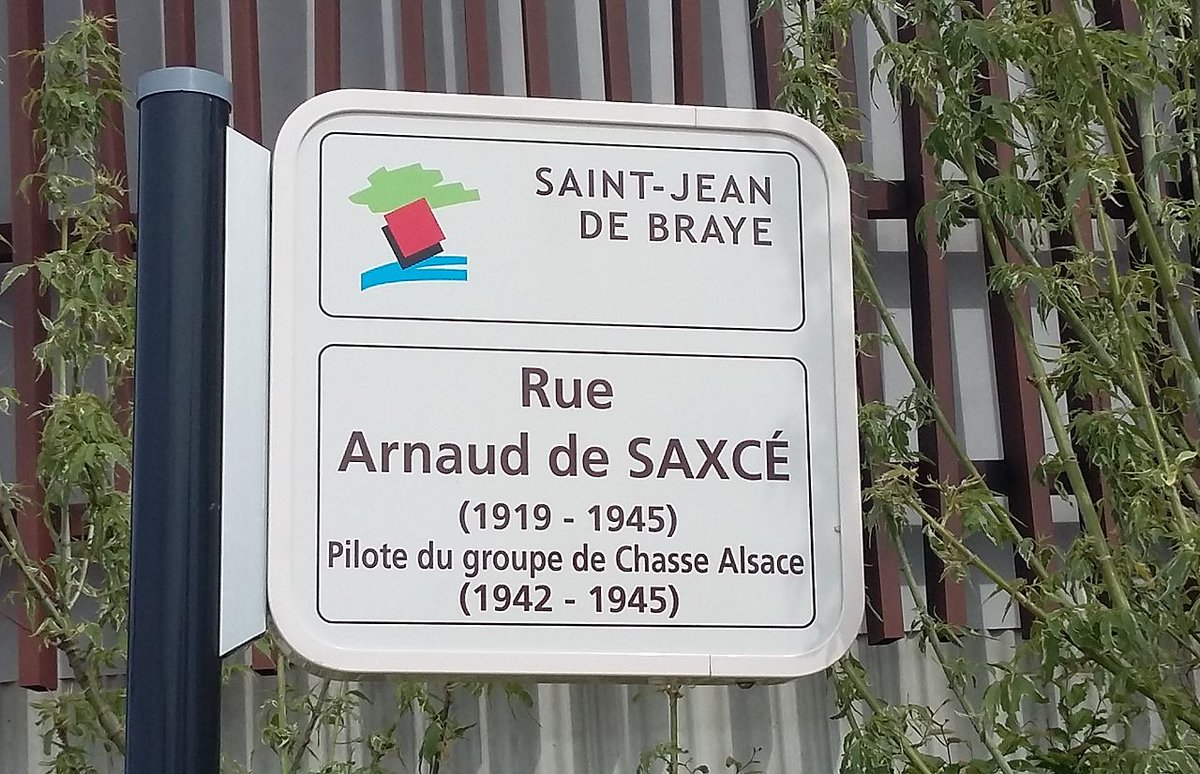 SAINT-JEAN
DE BRAYE
Rue
Arnaud de SAXCÉ
(1919 - 1945)
Pilote du groupe de Chasse Alsace
(1942 - 1945)